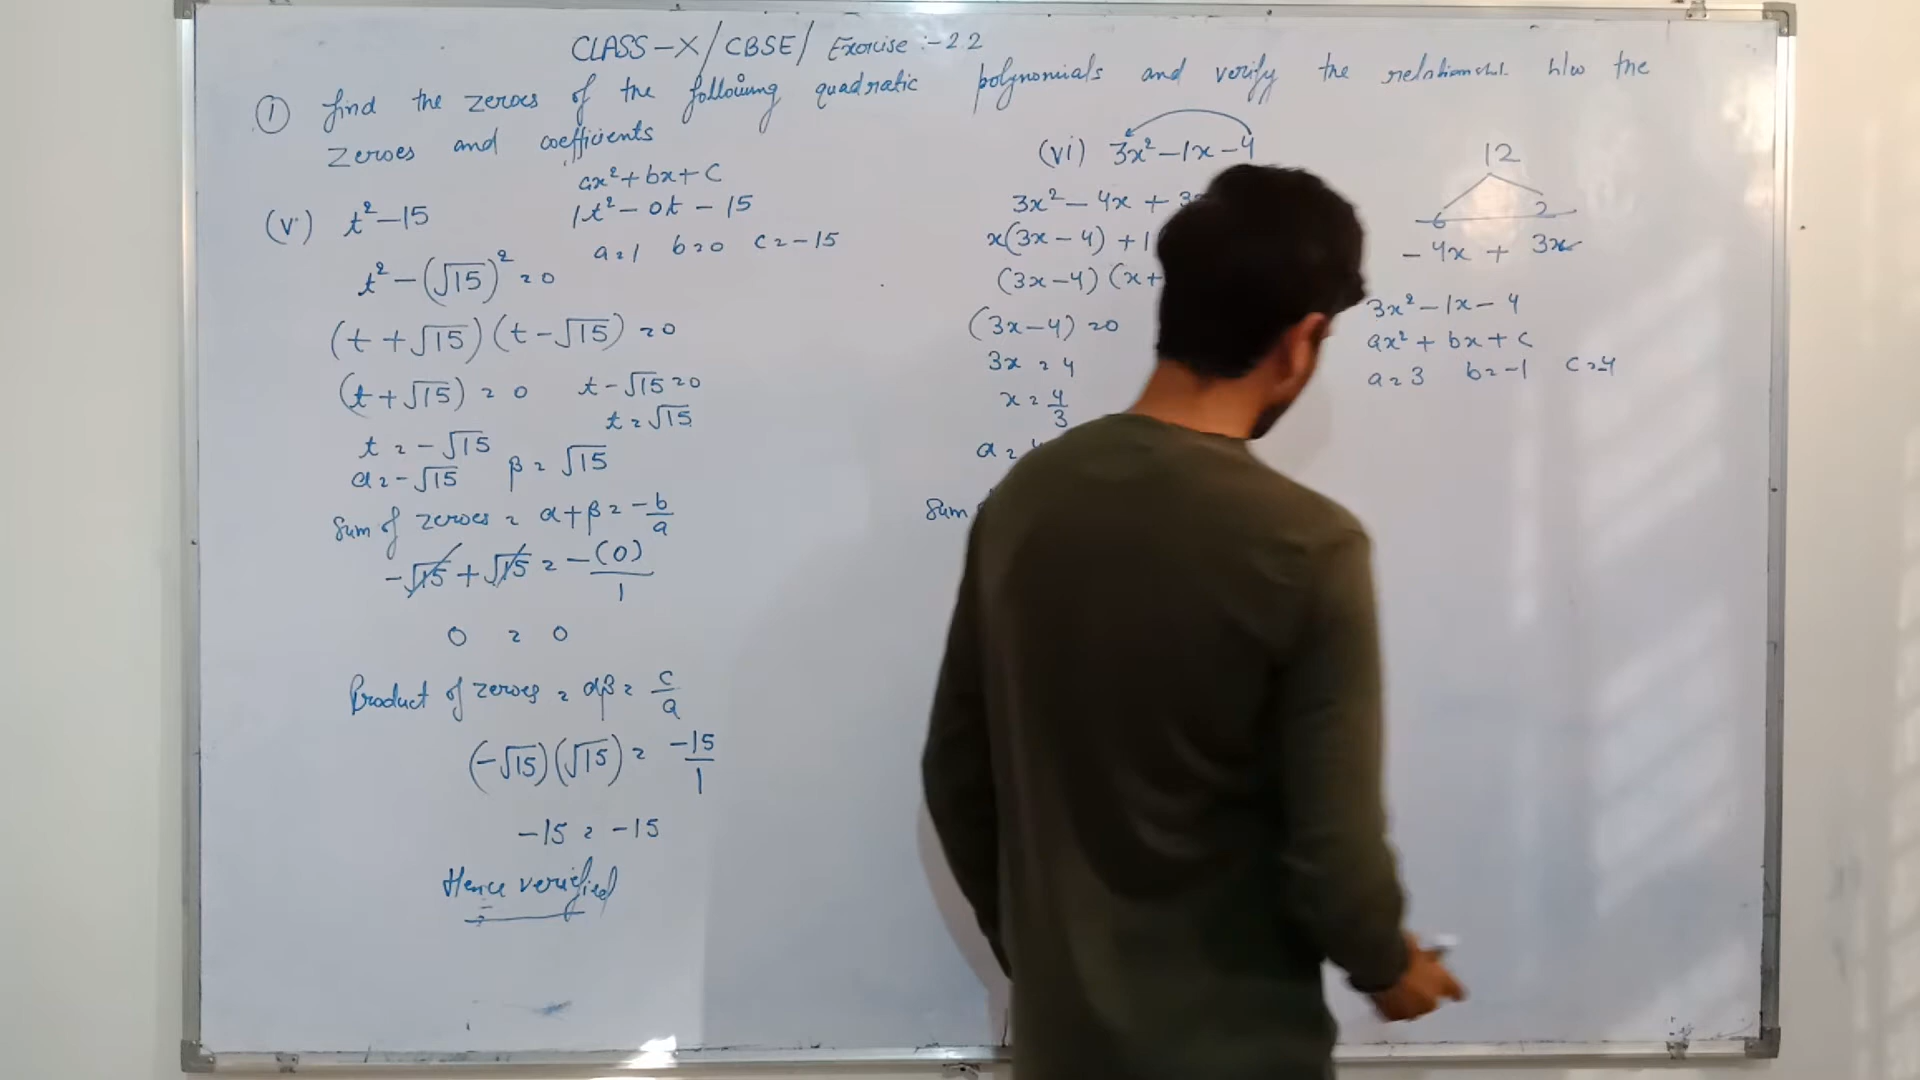 CLASS-X/CBSE/ Exercise :- 2.2
① find the zeroes of the following quadratic polynomials and verify the b/w the
zeroes and coefficients
ax² + bx + c
(v) t² - 15
1t² - 0t - 15
a = 1 b = 0 c = -15
t² - (√15)² = 0
(t + √15) (t - √15) = 0
(t + √15) = 0 t - √15 = 0
t = √15
t = -√15
α = -√15 β = √15
Sum of zeroes = α + β = -b/a
-√15 + √15 = -(0)/1
0 = 0
Product of zeroes = αβ = c/a
(-√15)(√15) = -15/1
-15 = -15
Hence verified
(vi) 3x² - 1x - 4
3x² - 4x + 3
x(3x - 4) + 1
(3x - 4) (x +
(3x - 4) = 0
3x = 4
x = 4/3
α =
Sum
12
6 2
- 4x + 3x
3x² - 1x - 4
ax² + bx + c
a = 3 b = -1 c = -4